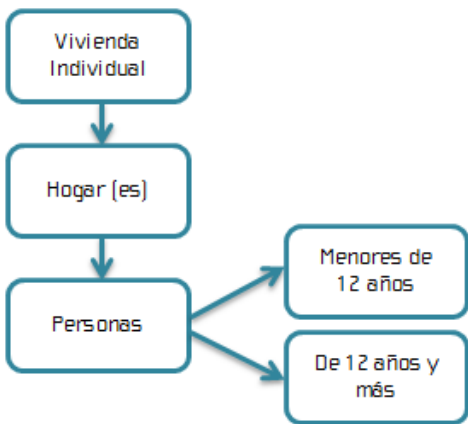 Vivienda
Individual
Hogar (es)
Personas
Menores de
12 años
De 12 años y
más